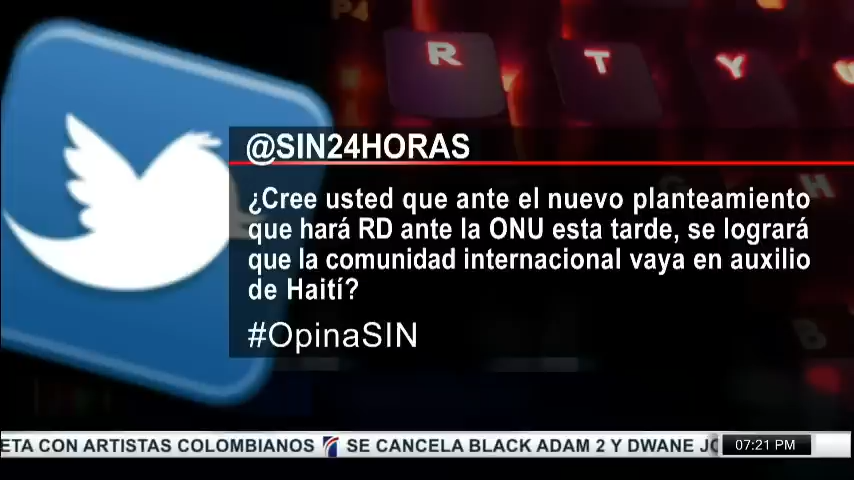 P4
R T Y
@SIN24HORAS
¿Cree usted que ante el nuevo planteamiento
que hará RD ante la ONU esta tarde, se logrará
que la comunidad internacional vaya en auxilio
de Haití?
H
#OpinaSIN
B
ETA CON ARTISTAS COLOMBIANOS SE CANCELA BLACK ADAM 2 Y DWANE JO 07:21 PM